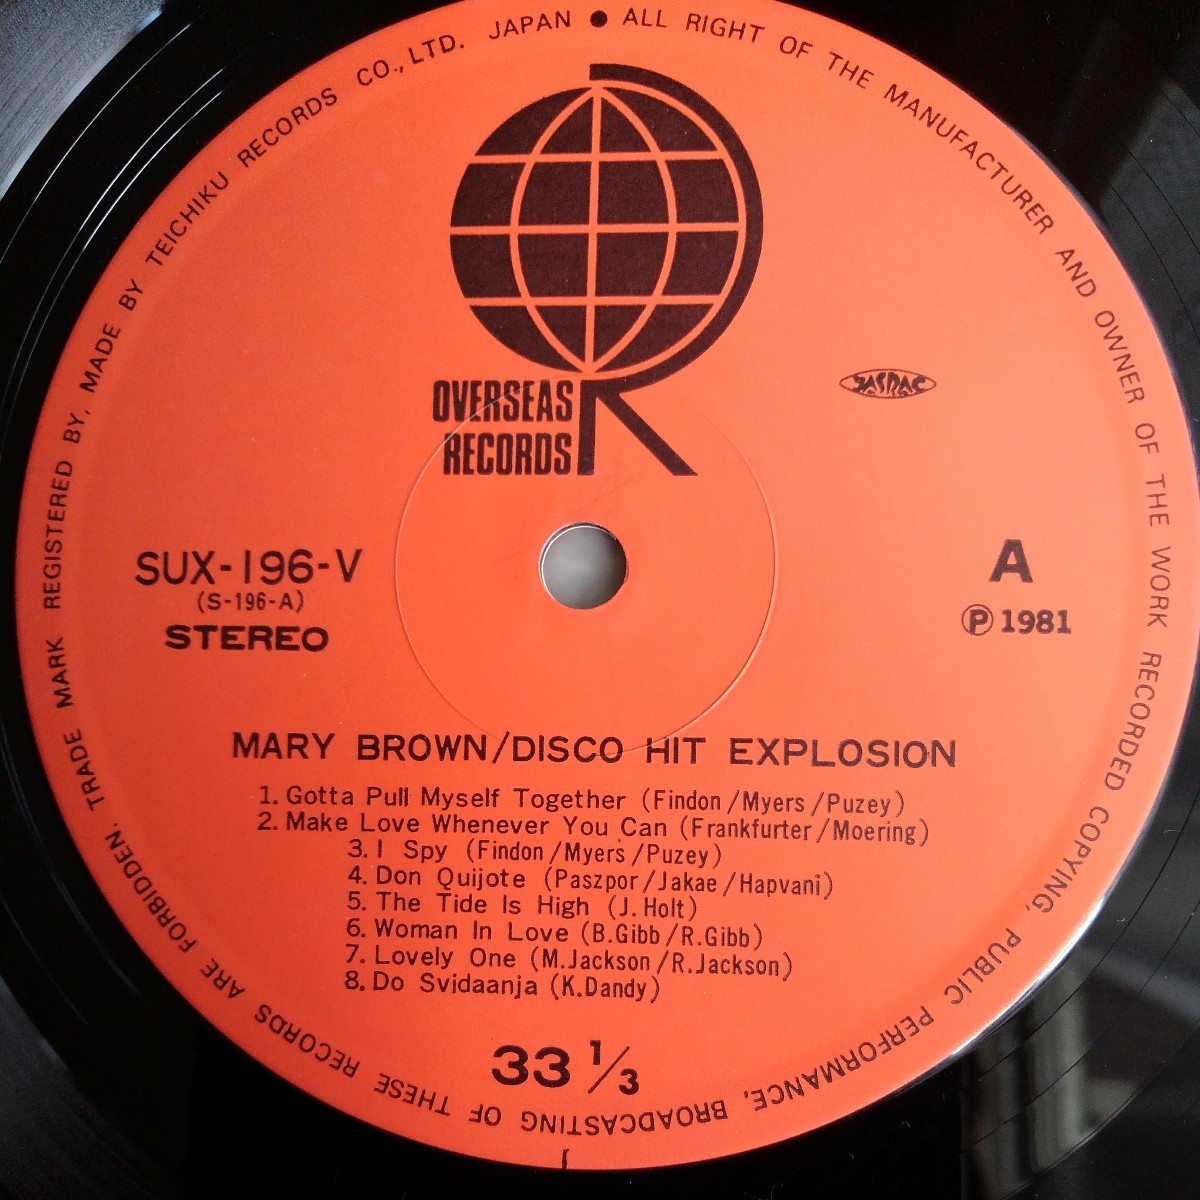 MADE BY TEICHIKU RECORDS CO., LTD. JAPAN ● ALL RIGHT OF THE MANUFACTURER AND OWNER OF THE WORK RECORDED COPYING, PUBLIC PERFORMANCE, BROADCASTING OF THESE RECORDS ARE FORBIDDEN, TRADE MARK REGISTERED BY,
OVERSEAS
RECORDS
JASRAC
SUX-196-V
(S-196-A)
STEREO
A
Ⓟ 1981
MARY BROWN/DISCO HIT EXPLOSION
1. Gotta Pull Myself Together (Findon/Myers/Puzey)
2. Make Love Whenever You Can (Frankfurter/Moering)
3. I Spy (Findon/Myers/Puzey)
4. Don Quijote (Paszpor/Jakae/Hapvani)
5. The Tide Is High (J. Holt)
6. Woman In Love (B.Gibb/R.Gibb)
7. Lovely One (M.Jackson/R.Jackson)
8. Do Svidaanja (K.Dandy)
33 1/3